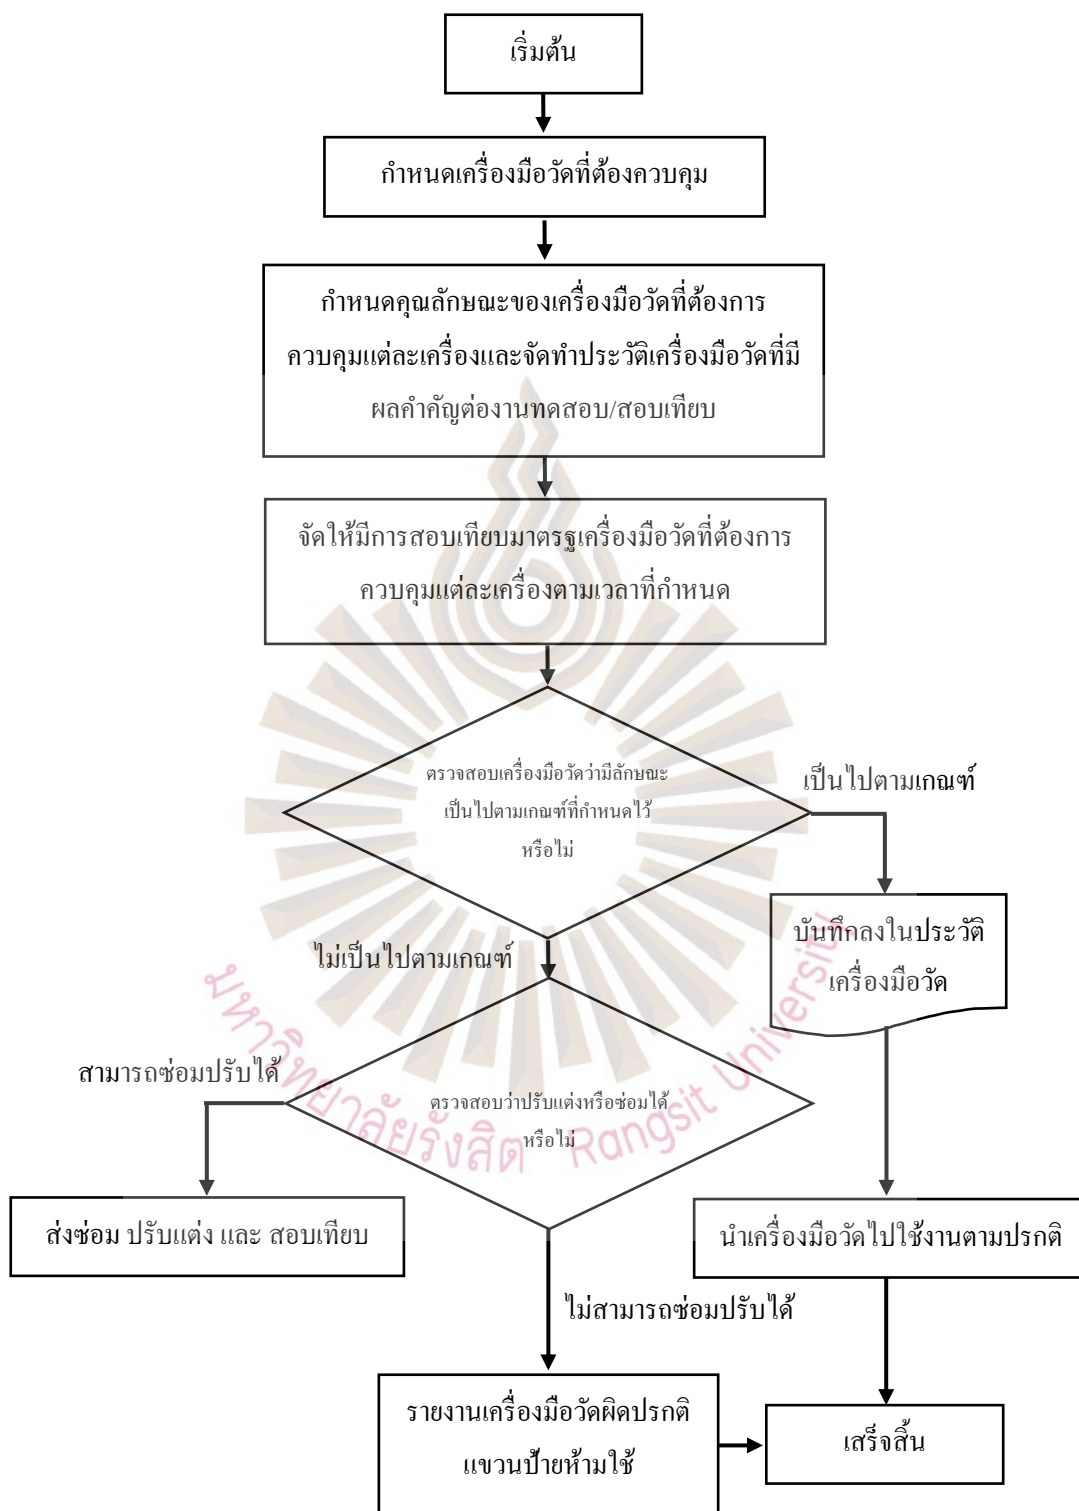 เริ่มต้น
กำหนดเครื่องมือวัดที่ต้องควบคุม
กำหนดคุณลักษณะของเครื่องมือวัดที่ต้องการ
ควบคุมแต่ละเครื่องและจัดทำประวัติเครื่องมือวัดที่มี
ผลคำคัญต่องานทดสอบ/สอบเทียบ
จัดให้มีการสอบเทียบมาตรฐเครื่องมือวัดที่ต้องการ
ควบคุมแต่ละเครื่องตามเวลาที่กำหนด
ตรวจสอบเครื่องมือวัดว่ามีลักษณะ
เป็นไปตามเกณฑ์ที่กำหนดไว้
หรือไม่
เป็นไปตามเกณฑ์
บันทึกลงในประวัติ
เครื่องมือวัด
ไม่เป็นไปตามเกณฑ์
สามารถซ่อมปรับได้
ตรวจสอบว่าปรับแต่งหรือซ่อมได้
หรือไม่
มหาวิทยาลัยรังสิต Rangsit University
ส่งซ่อม ปรับแต่ง และ สอบเทียบ
นำเครื่องมือวัดไปใช้งานตามปรกติ
ไม่สามารถซ่อมปรับได้
รายงานเครื่องมือวัดผิดปรกติ
แขวนป้ายห้ามใช้
เสร็จสิ้น